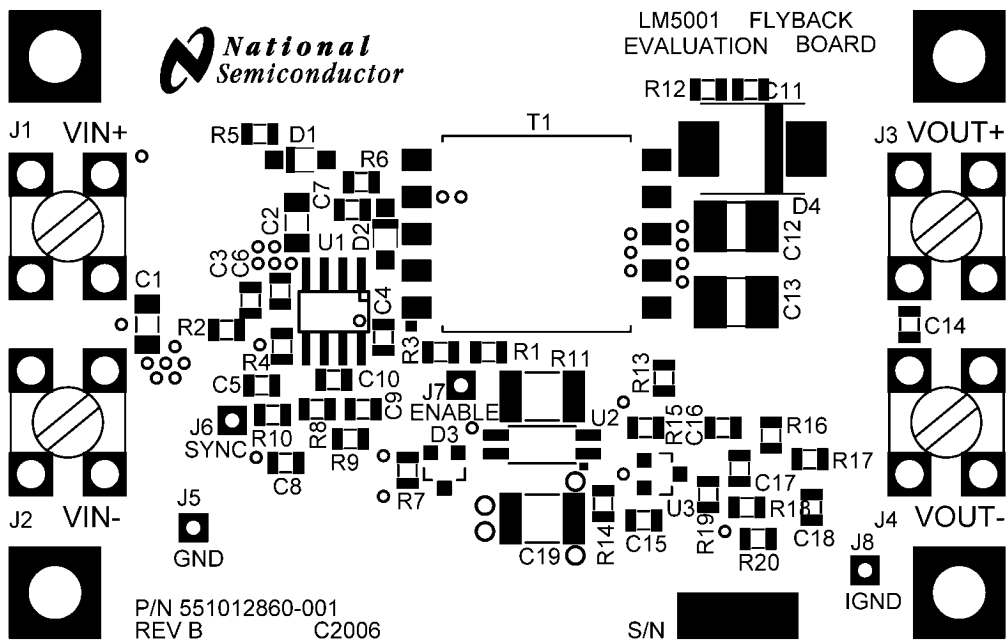 National
Semiconductor
LM5001 FLYBACK
EVALUATION BOARD
R12
C11
J1
VIN+
R5
D1
T1
J3
VOUT+
R6
C7
C2
D2
D4
U1
C12
C3
C6
C1
C4
C13
R2
C14
R4
R3
R1
R11
R13
C5
C10
J7
ENABLE
J6
SYNC
R10
R8
C9
U2
R15
C16
R16
R9
D3
R17
C8
R7
C17
J2
VIN-
J5
GND
R14
C15
U3
R19
R18
C18
J4
VOUT-
C19
R20
J8
IGND
P/N 551012860-001
REV B C2006
S/N